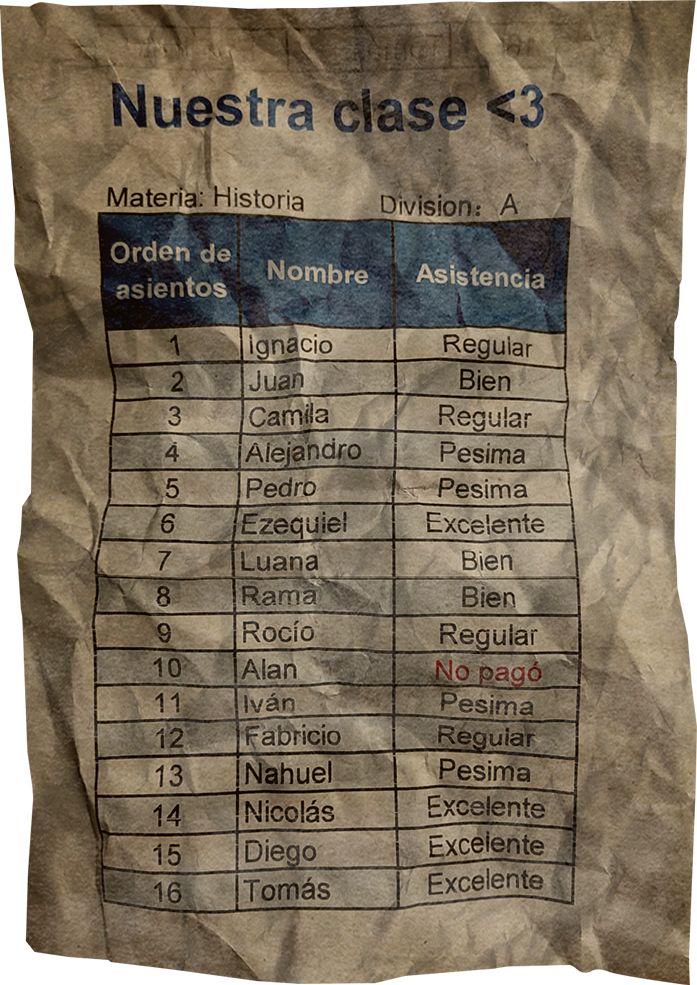 Nuestra clase <3
Materia: Historia Division: A
Orden de asientos Nombre Asistencia
1 Ignacio Regular
2 Juan Bien
3 Camila Regular
4 Alejandro Pesima
5 Pedro Pesima
6 Ezequiel Excelente
7 Luana Bien
8 Rama Bien
9 Rocío Regular
10 Alan No pagó
11 Iván Pesima
12 Fabricio Regular
13 Nahuel Pesima
14 Nicolás Excelente
15 Diego Excelente
16 Tomás Excelente